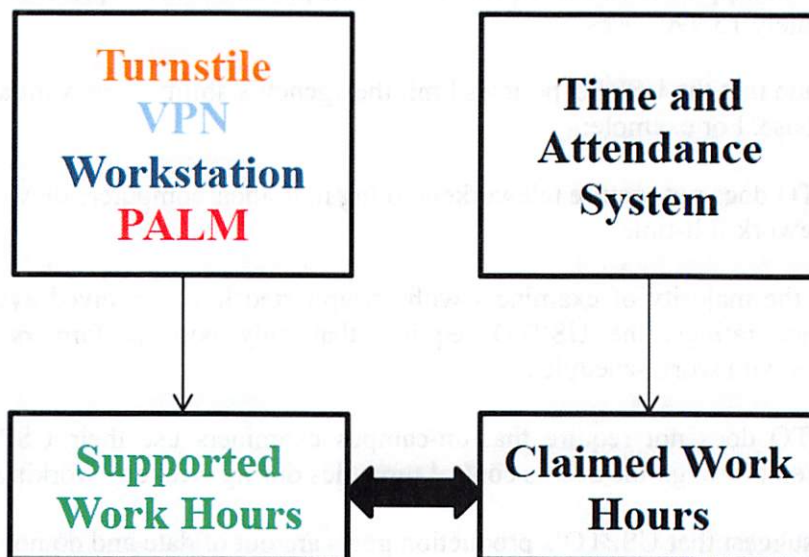 Turnstile
VPN
Workstation
PALM
Time and
Attendance
System
Supported
Work Hours
Claimed Work
Hours